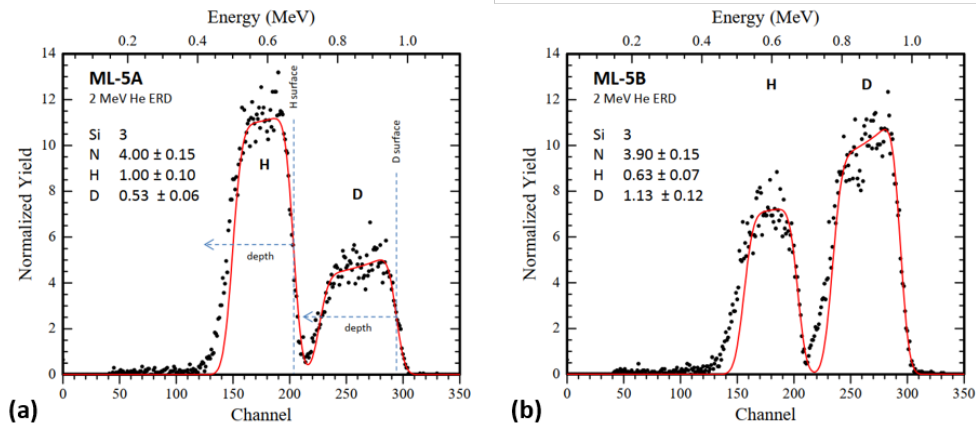 Energy (MeV)
0.2 0.4 0.6 0.8 1.0
14
12
10
8
6
4
2
0
Normalized Yield
ML-5A
2 MeV He ERD
Si 3
N 4.00 ± 0.15
H 1.00 ± 0.10
D 0.53 ± 0.06
H surface
D surface
H
D
depth
depth
0 50 100 150 200 250 300 350
Channel
(a)
Energy (MeV)
0.2 0.4 0.6 0.8 1.0
14
12
10
8
6
4
2
0
Normalized Yield
ML-5B
2 MeV He ERD
Si 3
N 3.90 ± 0.15
H 0.63 ± 0.07
D 1.13 ± 0.12
H
D
0 50 100 150 200 250 300 350
Channel
(b)